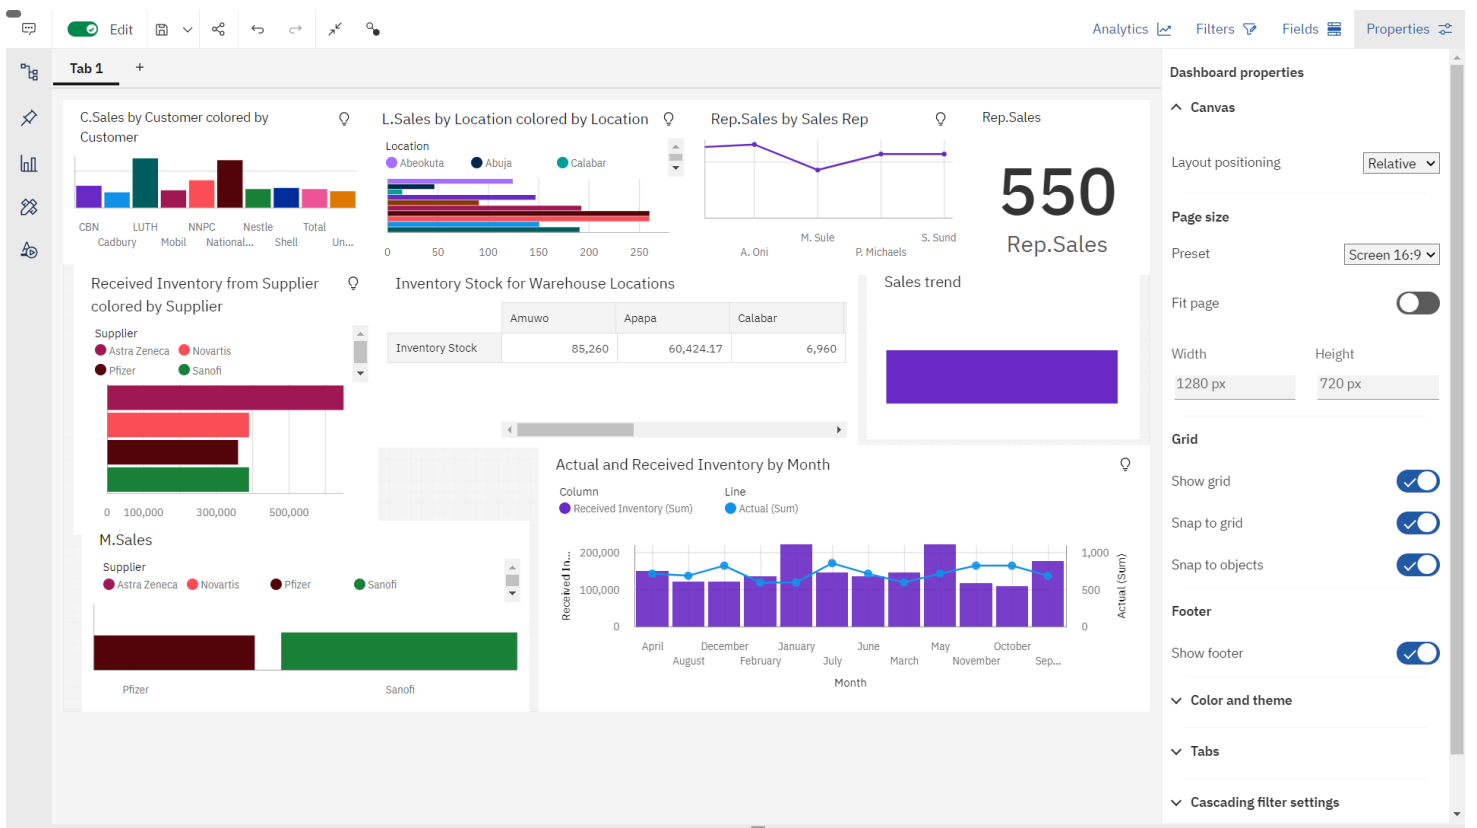 Edit
Analytics
Filters
Fields
Properties
Tab 1
+
C.Sales by Customer colored by
Customer
CBN
LUTH
NNPC
Nestle
Total
Cadbury
Mobil
National...
Shell
Un...
L.Sales by Location colored by Location
Location
Abeokuta
Abuja
Calabar
0 50 100 150 200 250
Rep.Sales by Sales Rep
M. Sule
S. Sund
A. Oni
P. Michaels
Rep.Sales
550
Rep.Sales
Received Inventory from Supplier
colored by Supplier
Supplier
Astra Zeneca
Novartis
Pfizer
Sanofi
0 100,000 300,000 500,000
Inventory Stock for Warehouse Locations
Amuwo
Apapa
Calabar
Inventory Stock
85,260
60,424.17
6,960
Sales trend
M.Sales
Supplier
Astra Zeneca
Novartis
Pfizer
Sanofi
Pfizer
Sanofi
Actual and Received Inventory by Month
Column
Line
Received Inventory (Sum)
Actual (Sum)
Received In...
200,000
100,000
0
1,000
500
0
Actual (Sum)
April
December
January
June
May
October
August
February
July
March
November
Sep...
Month
Dashboard properties
Canvas
Layout positioning
Relative
Page size
Preset
Screen 16:9
Fit page
Width
Height
1280 px
720 px
Grid
Show grid
Snap to grid
Snap to objects
Footer
Show footer
Color and theme
Tabs
Cascading filter settings